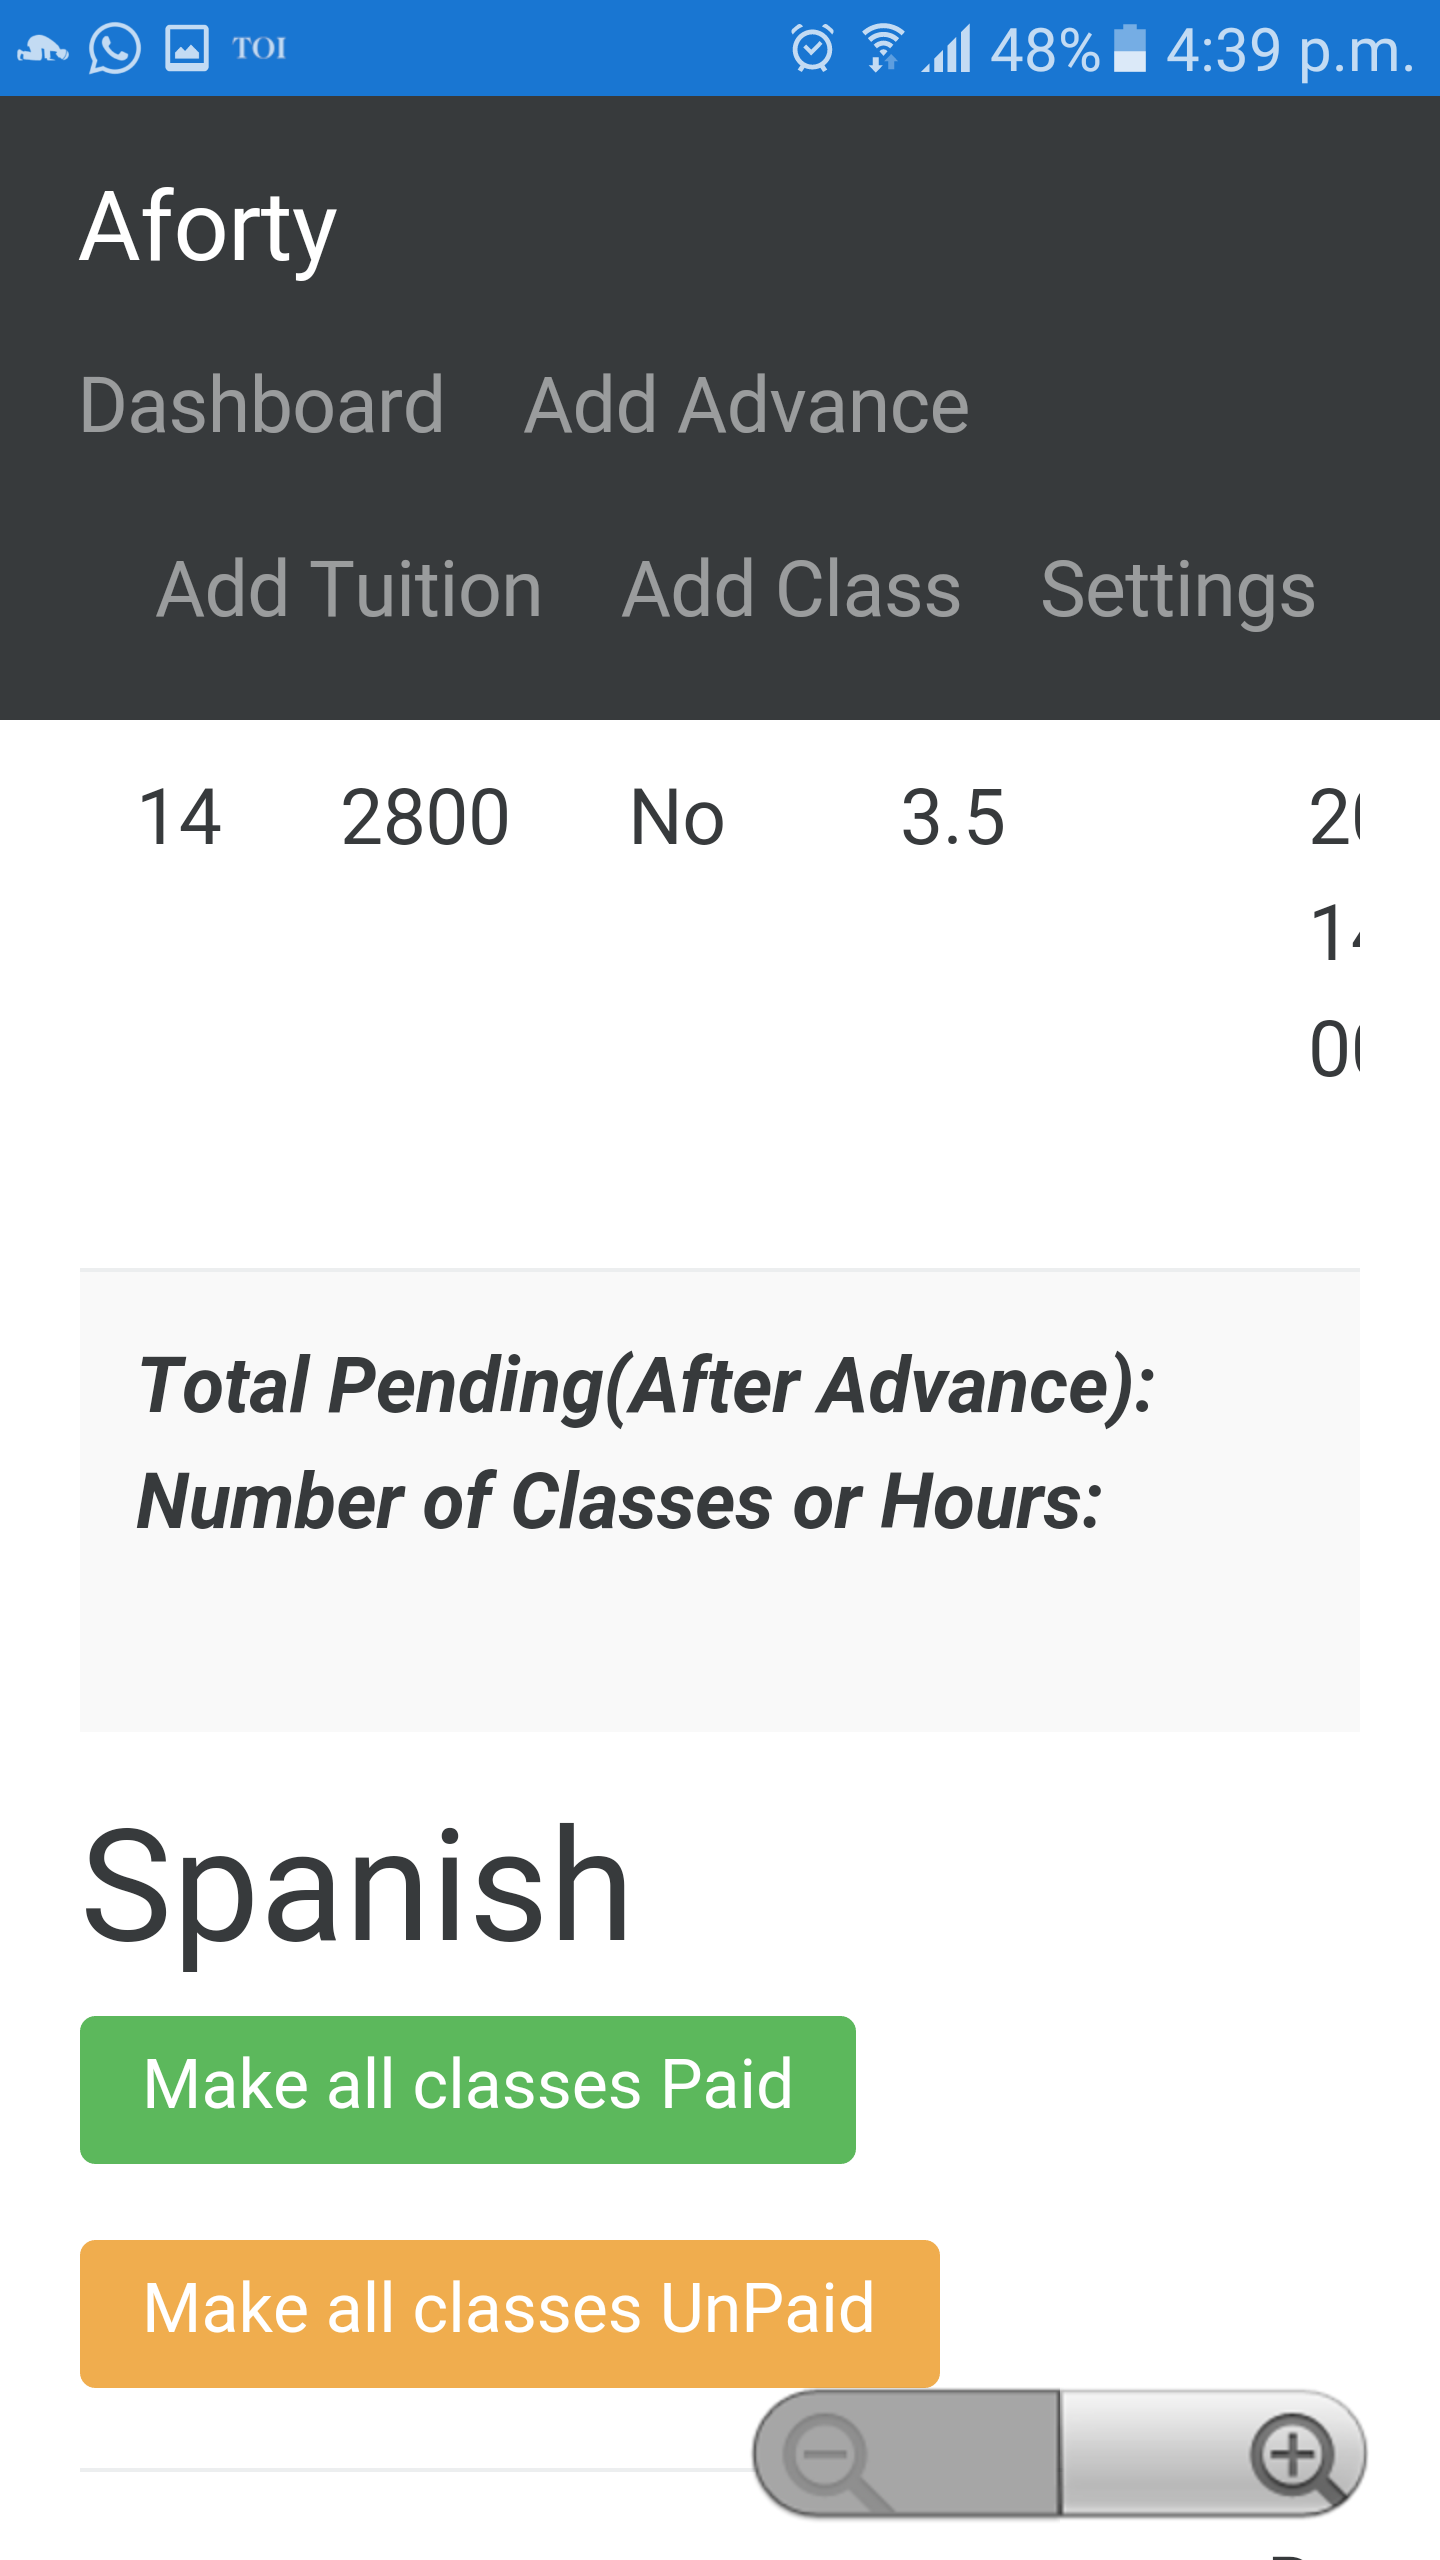 TOI 48% 4:39 p.m.
Aforty
Dashboard Add Advance
Add Tuition Add Class Settings
14 2800 No 3.5
Total Pending(After Advance):
Number of Classes or Hours:
Spanish
Make all classes Paid
Make all classes UnPaid